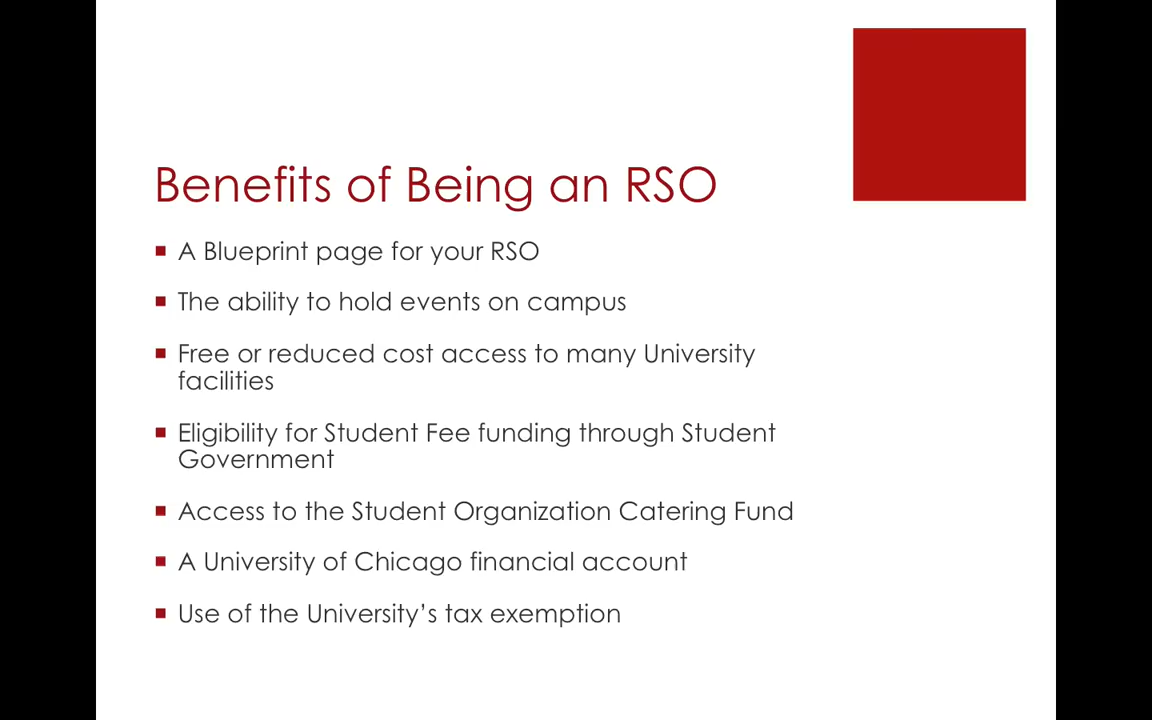 Benefits of Being an RSO
▪ A Blueprint page for your RSO
▪ The ability to hold events on campus
▪ Free or reduced cost access to many University
facilities
▪ Eligibility for Student Fee funding through Student
Government
▪ Access to the Student Organization Catering Fund
▪ A University of Chicago financial account
▪ Use of the University’s tax exemption